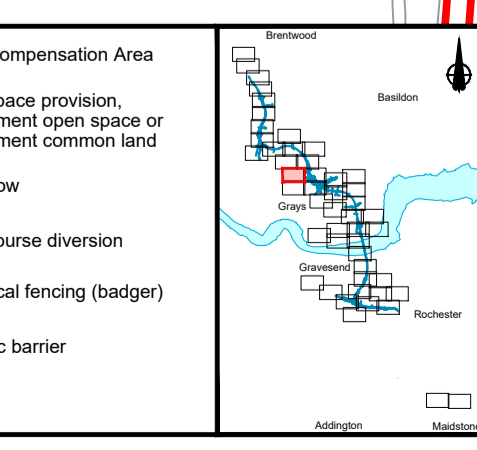 ompensation Area
pace provision,
ment open space or
ment common land
ow
ourse diversion
cal fencing (badger)
c barrier
Brentwood
Basildon
Grays
Gravesend
Rochester
Addington
Maidstone